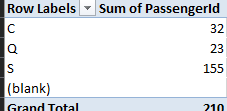 Row Labels Sum of PassengerId
C 32
Q 23
S 155
(blank)
Grand Total 210